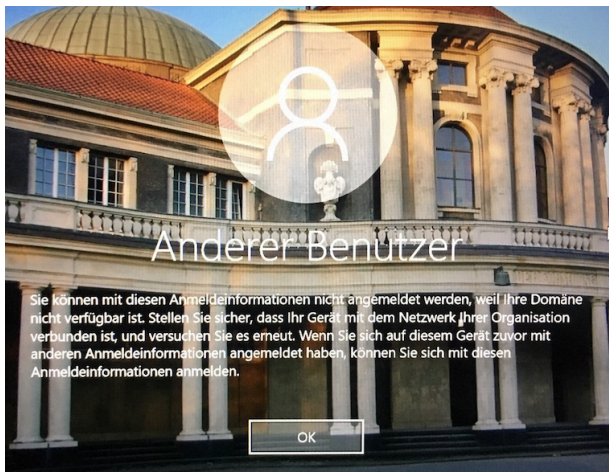 Anderer Benutzer
Sie können mit diesen Anmeldeinformationen nicht angemeldet werden, weil Ihre Domäne
nicht verfügbar ist. Stellen Sie sicher, dass Ihr Gerät mit dem Netzwerk Ihrer Organisation
verbunden ist, und versuchen Sie es erneut. Wenn Sie sich auf diesem Gerät zuvor mit
anderen Anmeldeinformationen angemeldet haben, können Sie sich mit diesen
Anmeldeinformationen anmelden.
OK